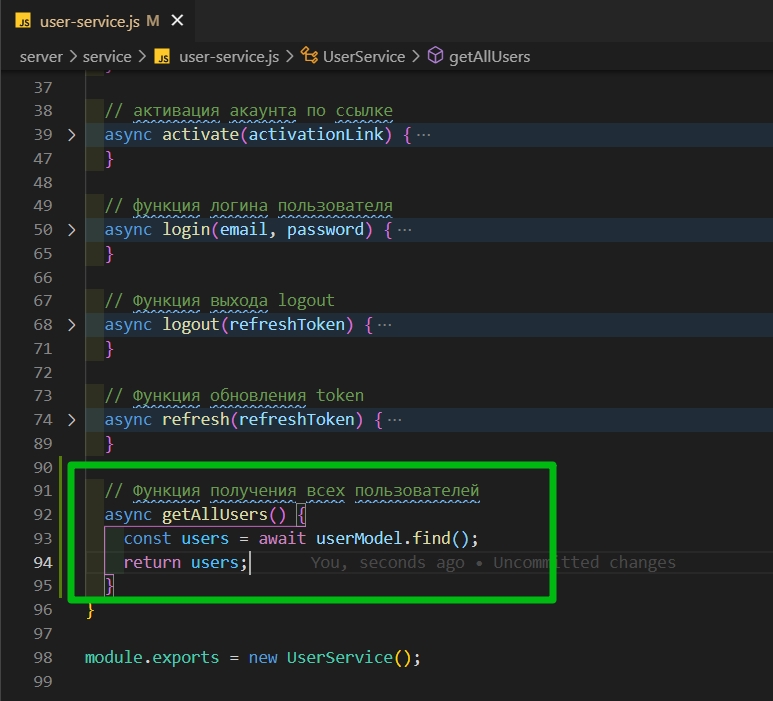 JS user-service.js M ✕
server > service > JS user-service.js > UserService > getAllUsers
37
38 // активация акаунта по ссылке
39 > async activate(activationLink) { ···
47 }
48
49 // функция логина пользователя
50 > async login(email, password) { ···
65 }
66
67 // Функция выхода logout
68 > async logout(refreshToken) { ···
71 }
72
73 // Функция обновления token
74 > async refresh(refreshToken) { ···
89 }
90
91 // Функция получения всех пользователей
92 async getAllUsers() {
93 const users = await userModel.find();
94 return users; You, seconds ago • Uncommitted changes
95 }
96 }
97
98 module.exports = new UserService();
99